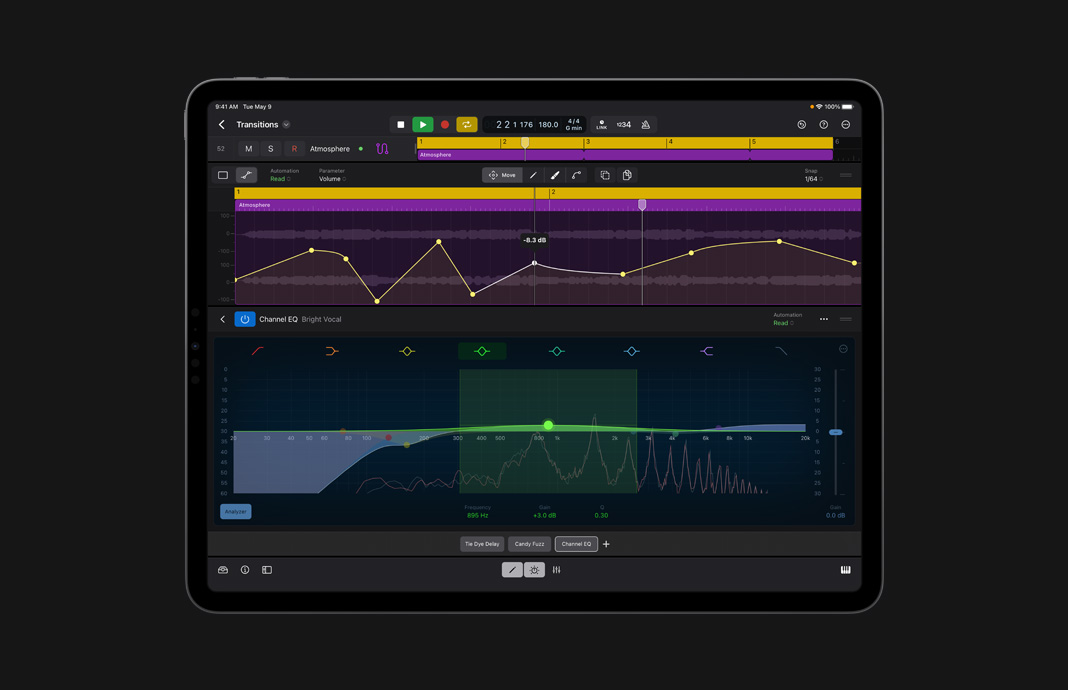 9:41 AM Tue May 9
100%
Transitions
2 2 1 176 180.0 4/4
G min
LINK
1234
52 M S R Atmosphere
1 2 3 4 5 6
Atmosphere
Automation
Read
Parameter
Volume
Move
Snap
1/64
1 2
Atmosphere
100
0
-100
100
0
-100
-8.3 dB
Channel EQ Bright Vocal
Automation
Read
0 5 10 15 20 25 30 35 40 45 50 55 60
20 30 40 50 60 80 100 200 300 400 500 800 1k 2k 3k 4k 6k 8k 10k 20k
30 25 20 15 10 5 0 5 10 15 20 25 30
Analyzer
Frequency
895 Hz
Gain
+3.0 dB
Q
0.30
Gain
0.0 dB
Tie Dye Delay
Candy Fuzz
Channel EQ